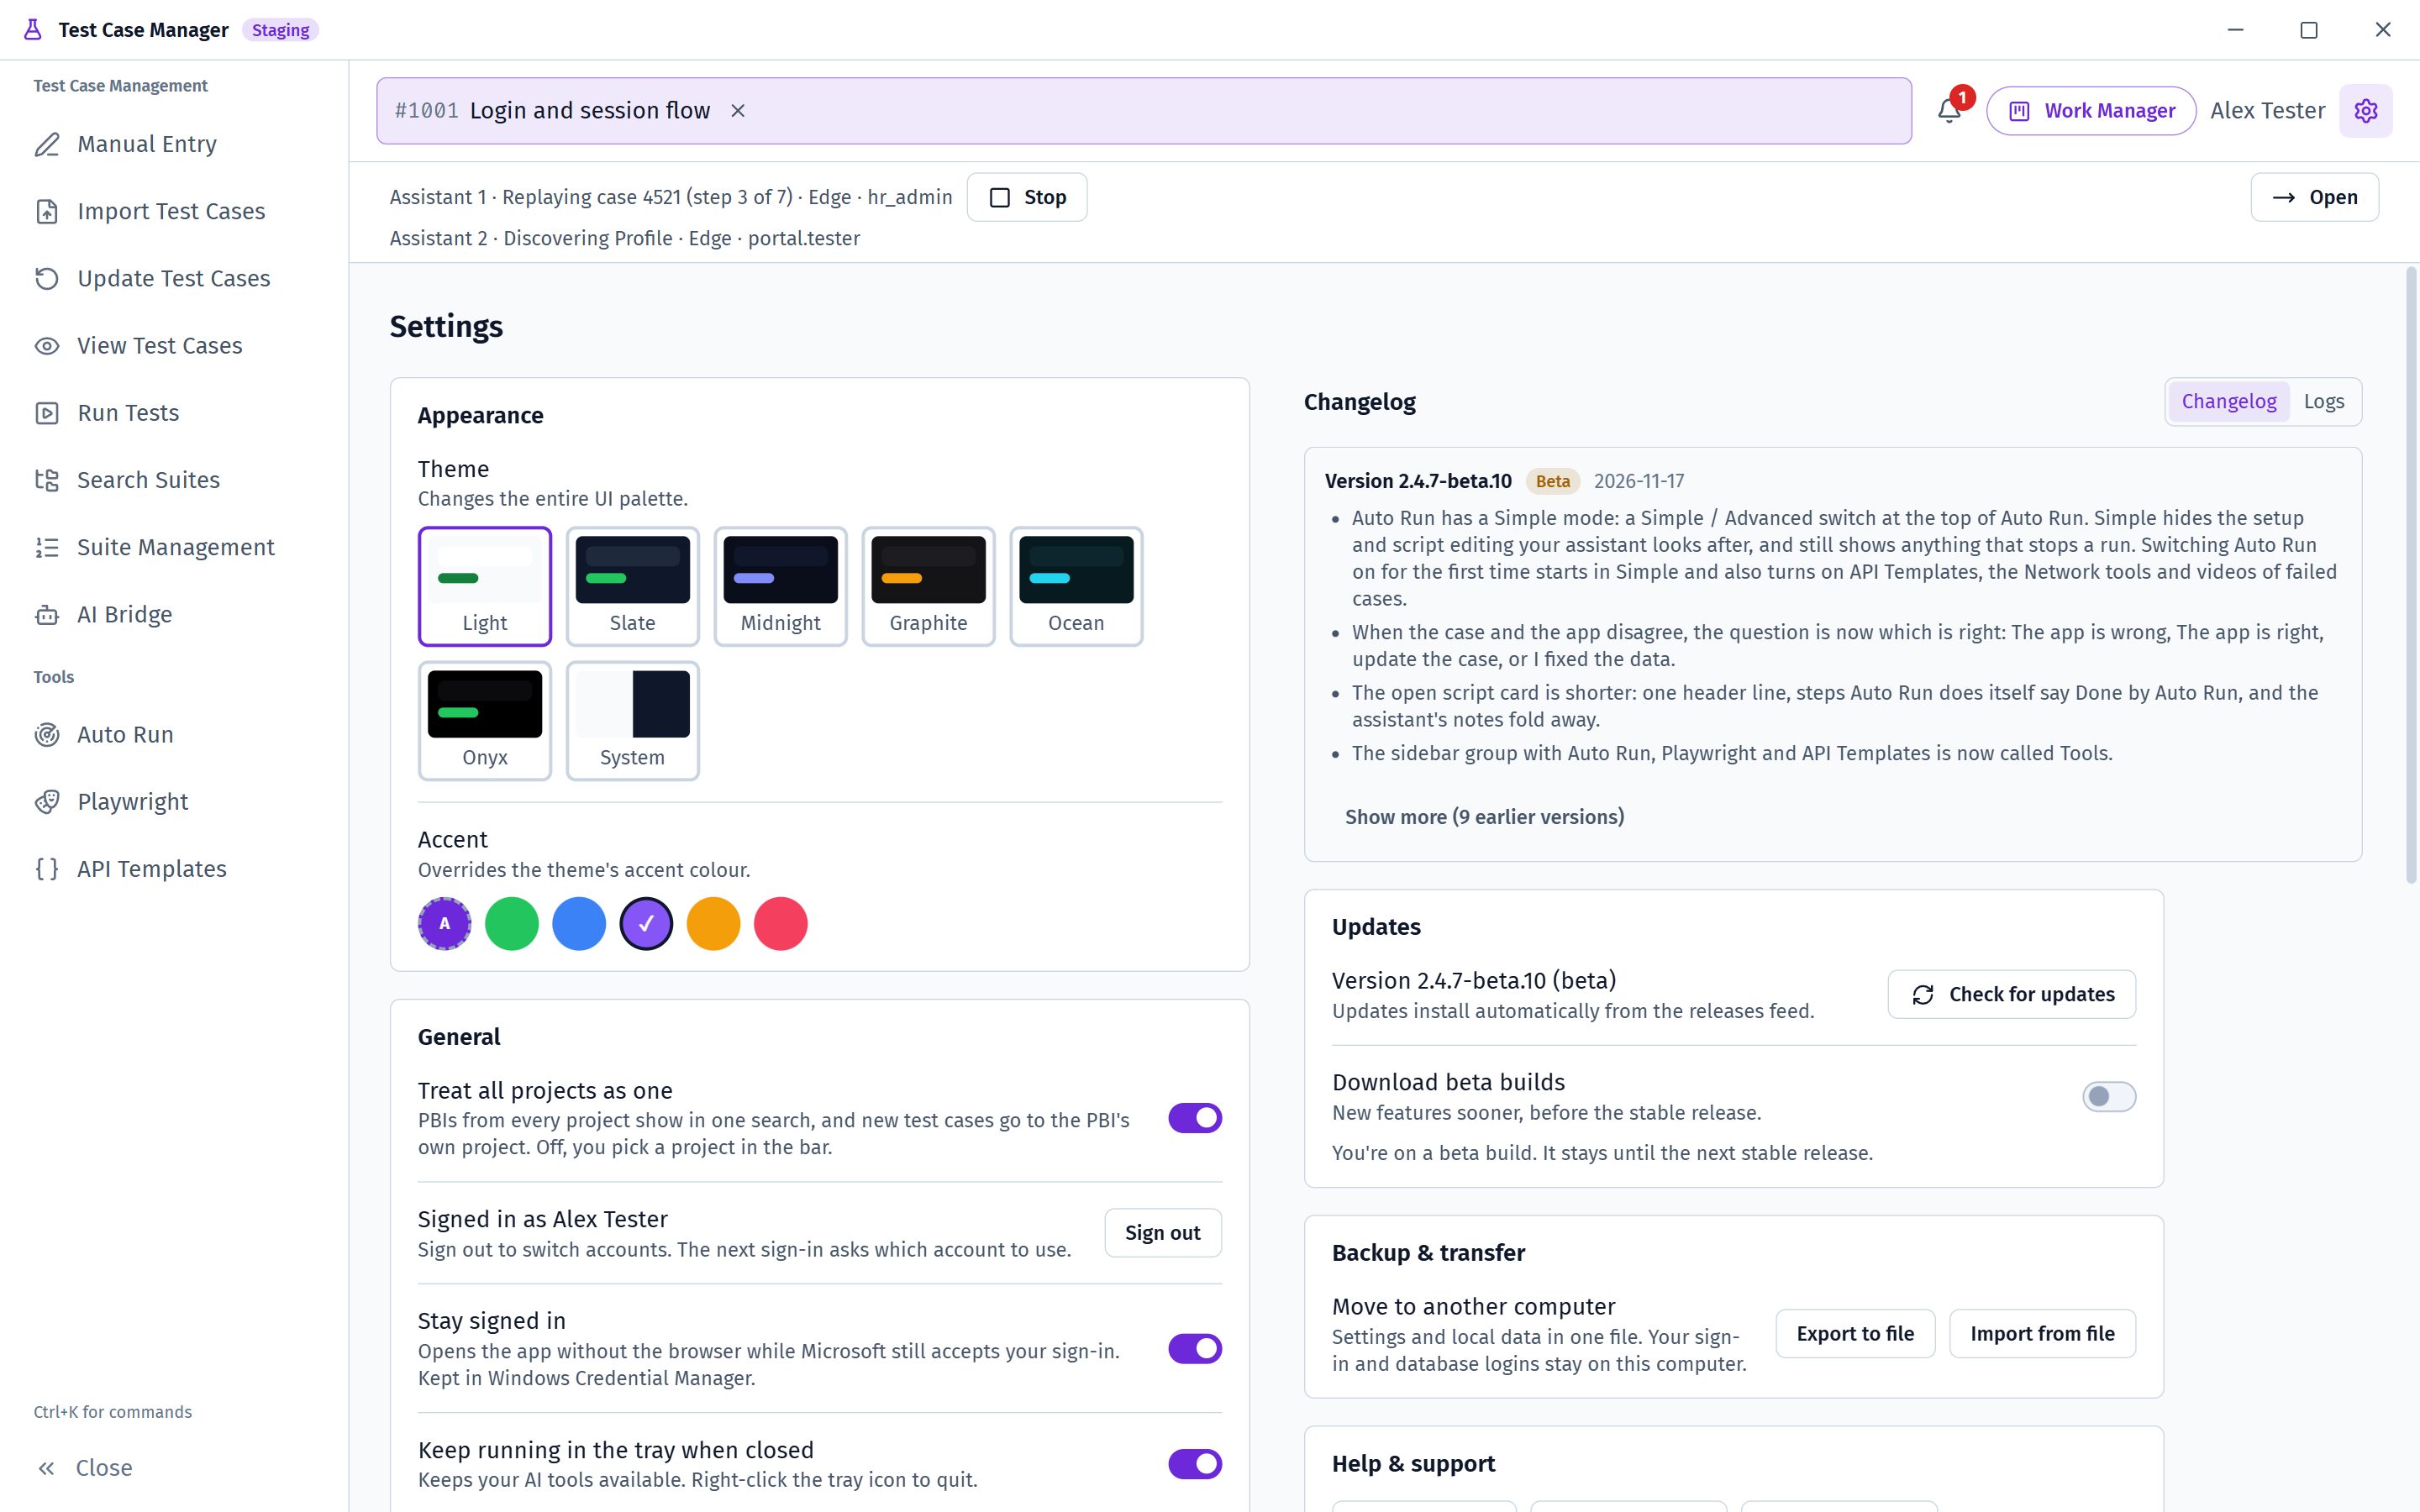 Test Case Manager Staging
Test Case Management
Manual Entry
Import Test Cases
Update Test Cases
View Test Cases
Run Tests
Search Suites
Suite Management
AI Bridge
Tools
Auto Run
Playwright
API Templates
Ctrl+K for commands
Close
#1001 Login and session flow
1
Work Manager
Alex Tester
Assistant 1 · Replaying case 4521 (step 3 of 7) · Edge · hr_admin
Stop
Open
Assistant 2 · Discovering Profile · Edge · portal.tester
Settings
Appearance
Theme
Changes the entire UI palette.
Light
Slate
Midnight
Graphite
Ocean
Onyx
System
Accent
Overrides the theme's accent colour.
A
General
Treat all projects as one
PBIs from every project show in one search, and new test cases go to the PBI's
own project. Off, you pick a project in the bar.
Signed in as Alex Tester
Sign out to switch accounts. The next sign-in asks which account to use.
Sign out
Stay signed in
Opens the app without the browser while Microsoft still accepts your sign-in.
Kept in Windows Credential Manager.
Keep running in the tray when closed
Keeps your AI tools available. Right-click the tray icon to quit.
Changelog
Changelog
Logs
Version 2.4.7-beta.10 Beta 2026-11-17
Auto Run has a Simple mode: a Simple / Advanced switch at the top of Auto Run. Simple hides the setup
and script editing your assistant looks after, and still shows anything that stops a run. Switching Auto Run
on for the first time starts in Simple and also turns on API Templates, the Network tools and videos of failed
cases.
When the case and the app disagree, the question is now which is right: The app is wrong, The app is right,
update the case, or I fixed the data.
The open script card is shorter: one header line, steps Auto Run does itself say Done by Auto Run, and the
assistant's notes fold away.
The sidebar group with Auto Run, Playwright and API Templates is now called Tools.
Show more (9 earlier versions)
Updates
Version 2.4.7-beta.10 (beta)
Updates install automatically from the releases feed.
Check for updates
Download beta builds
New features sooner, before the stable release.
You're on a beta build. It stays until the next stable release.
Backup & transfer
Move to another computer
Settings and local data in one file. Your sign-
in and database logins stay on this computer.
Export to file
Import from file
Help & support